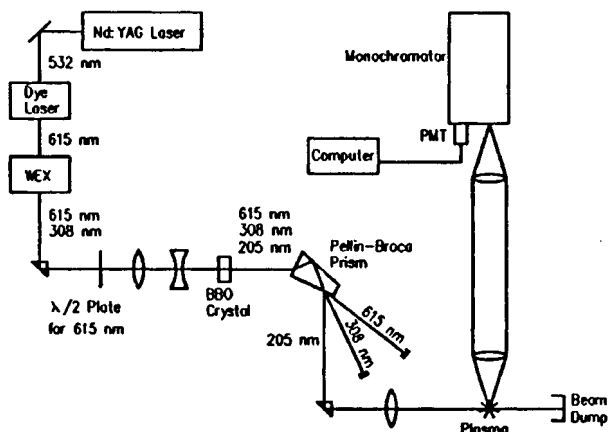 Nd:YAG Laser
532 nm
Dye
Laser
615 nm
WEX
615 nm
308 nm
λ/2 Plate
for 615 nm
BBO
Crystal
615 nm
308 nm
205 nm
Pellin-Broca
Prism
615 nm
308 nm
205 nm
Monochromator
PMT
Computer
Plasma
Beam
Dump